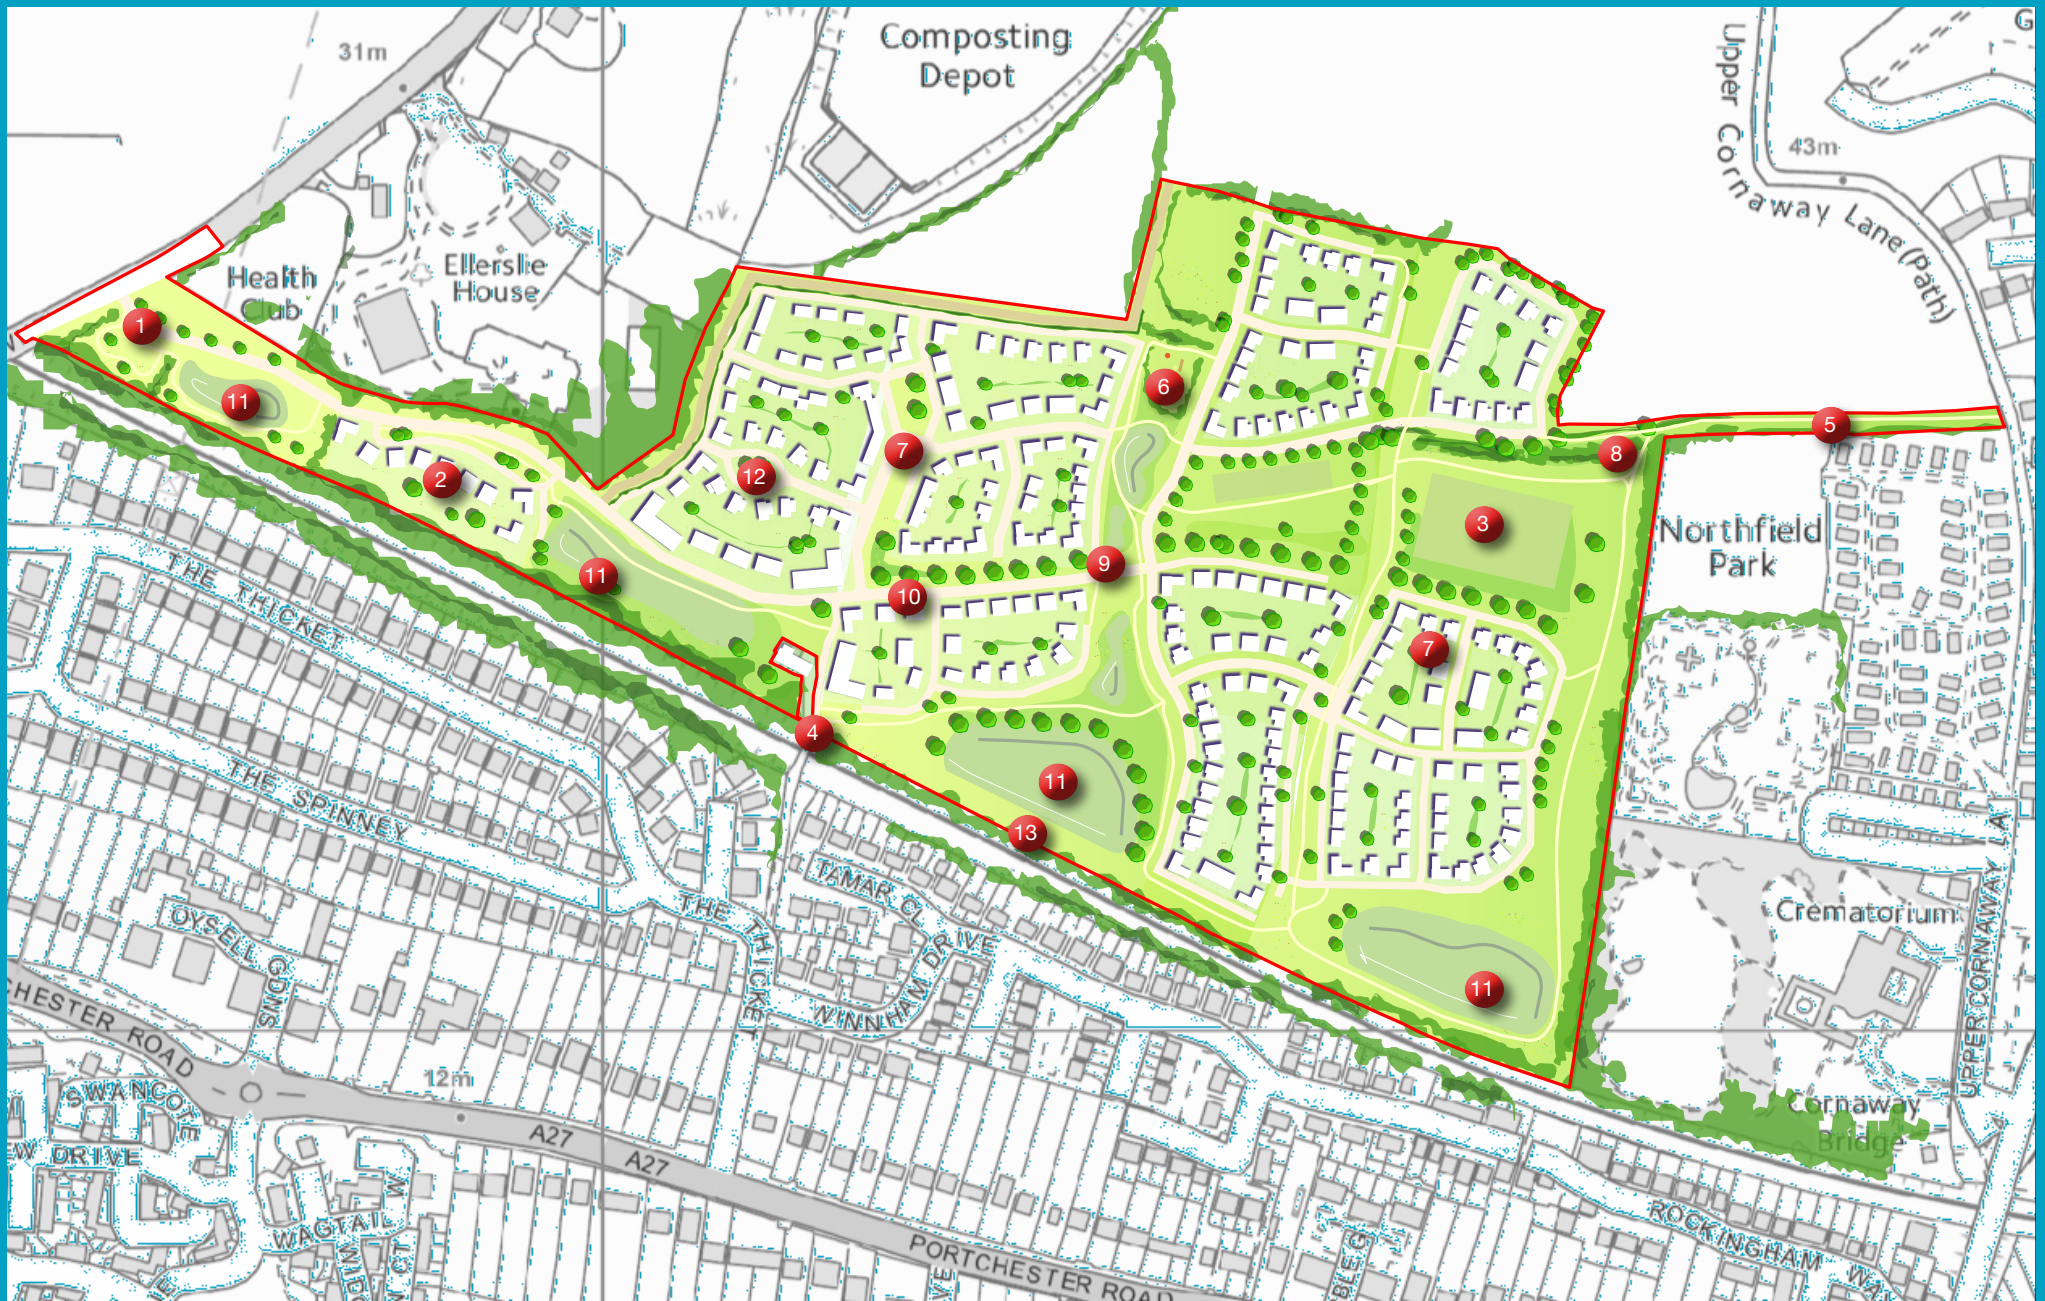 31m
Composting
Depot
Upper Cornaway Lane (Path)
43m
G
Health
Club
Ellerslie
House
1
11
2
7
12
6
5
8
3
Northfield
Park
11
9
10
7
4
11
13
11
THE THICKET
THE SPINNEY
THE THICKET
TAMAR CL
NINNHAM DRIVE
OYSELL GDNS
CHESTER ROAD
12m
SWANCOTE
EW DRIVE
WAGTAIL
A27
A27
PORTCHESTER ROAD
Crematorium
UPPER CORNAWAY LA
Cornaway
Bridge
ROCKINGHAM WA